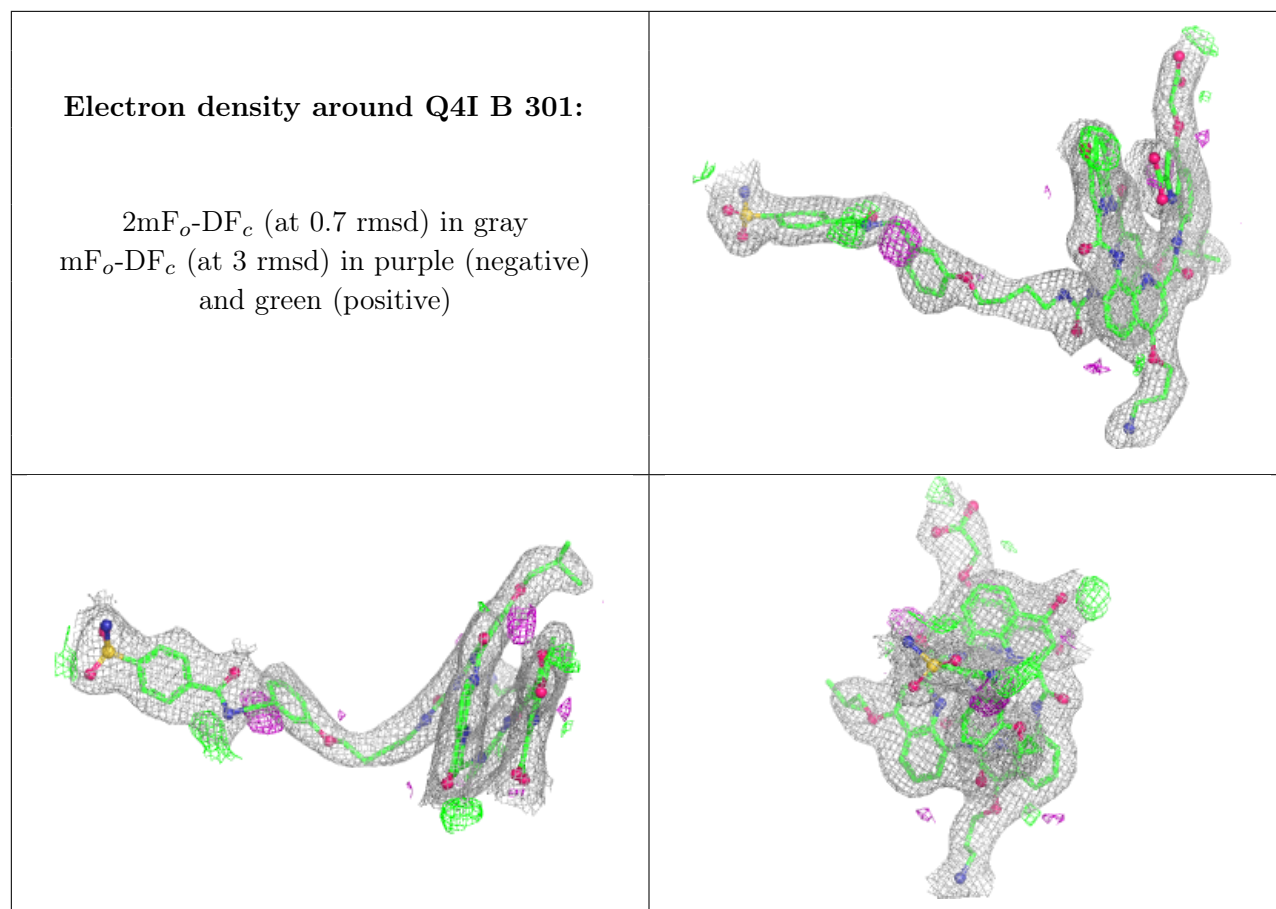 Electron density around Q4I B 301:
2mFo-DFc (at 0.7 rmsd) in gray
mFo-DFc (at 3 rmsd) in purple (negative)
and green (positive)